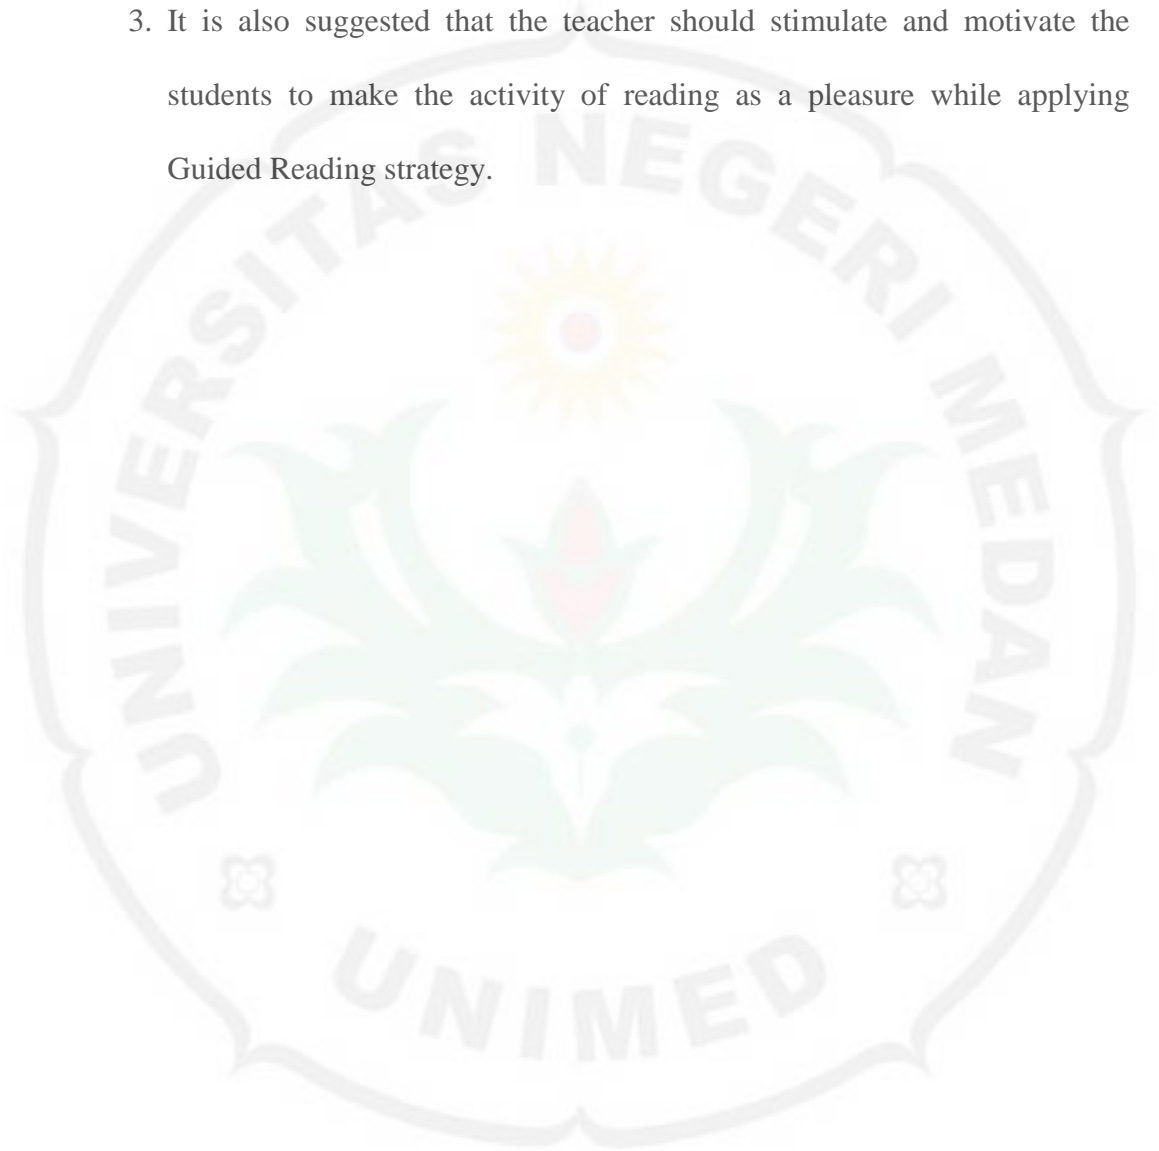 3. It is also suggested that the teacher should stimulate and motivate the
students to make the activity of reading as a pleasure while applying
Guided Reading strategy.
UNIVERSITAS NEGERI MEDAN
UNIMED